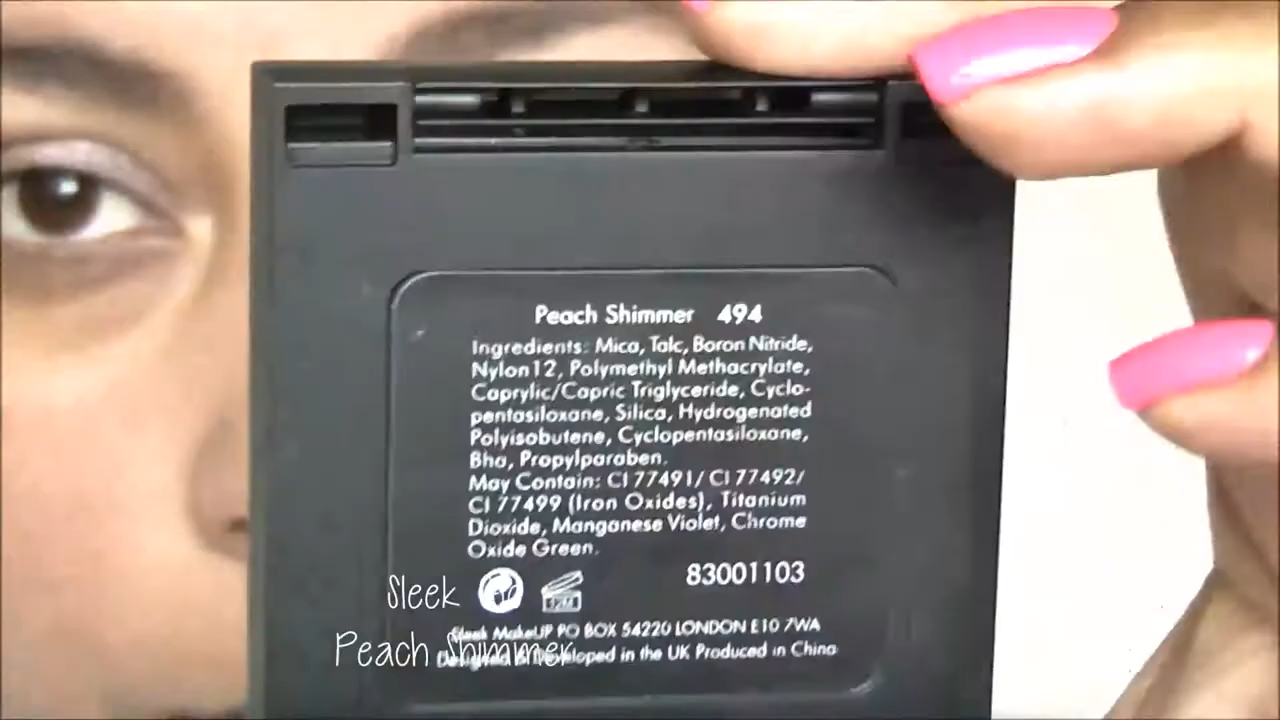 Peach Shimmer 494
Ingredients: Mica, Talc, Boron Nitride,
Nylon12, Polymethyl Methacrylate,
Caprylic/Capric Triglyceride, Cyclo-
pentasiloxane, Silica, Hydrogenated
Polyisobutene, Cyclopentasiloxane,
Bha, Propylparaben.
May Contain: CI 77491/ CI 77492/
CI 77499 (Iron Oxides), Titanium
Dioxide, Manganese Violet, Chrome
Oxide Green.
83001103
Sleek
Sleek MakeUP PO BOX 54220 LONDON E10 7WA
Peach Shimmer
Designed & Developed in the UK Produced in China